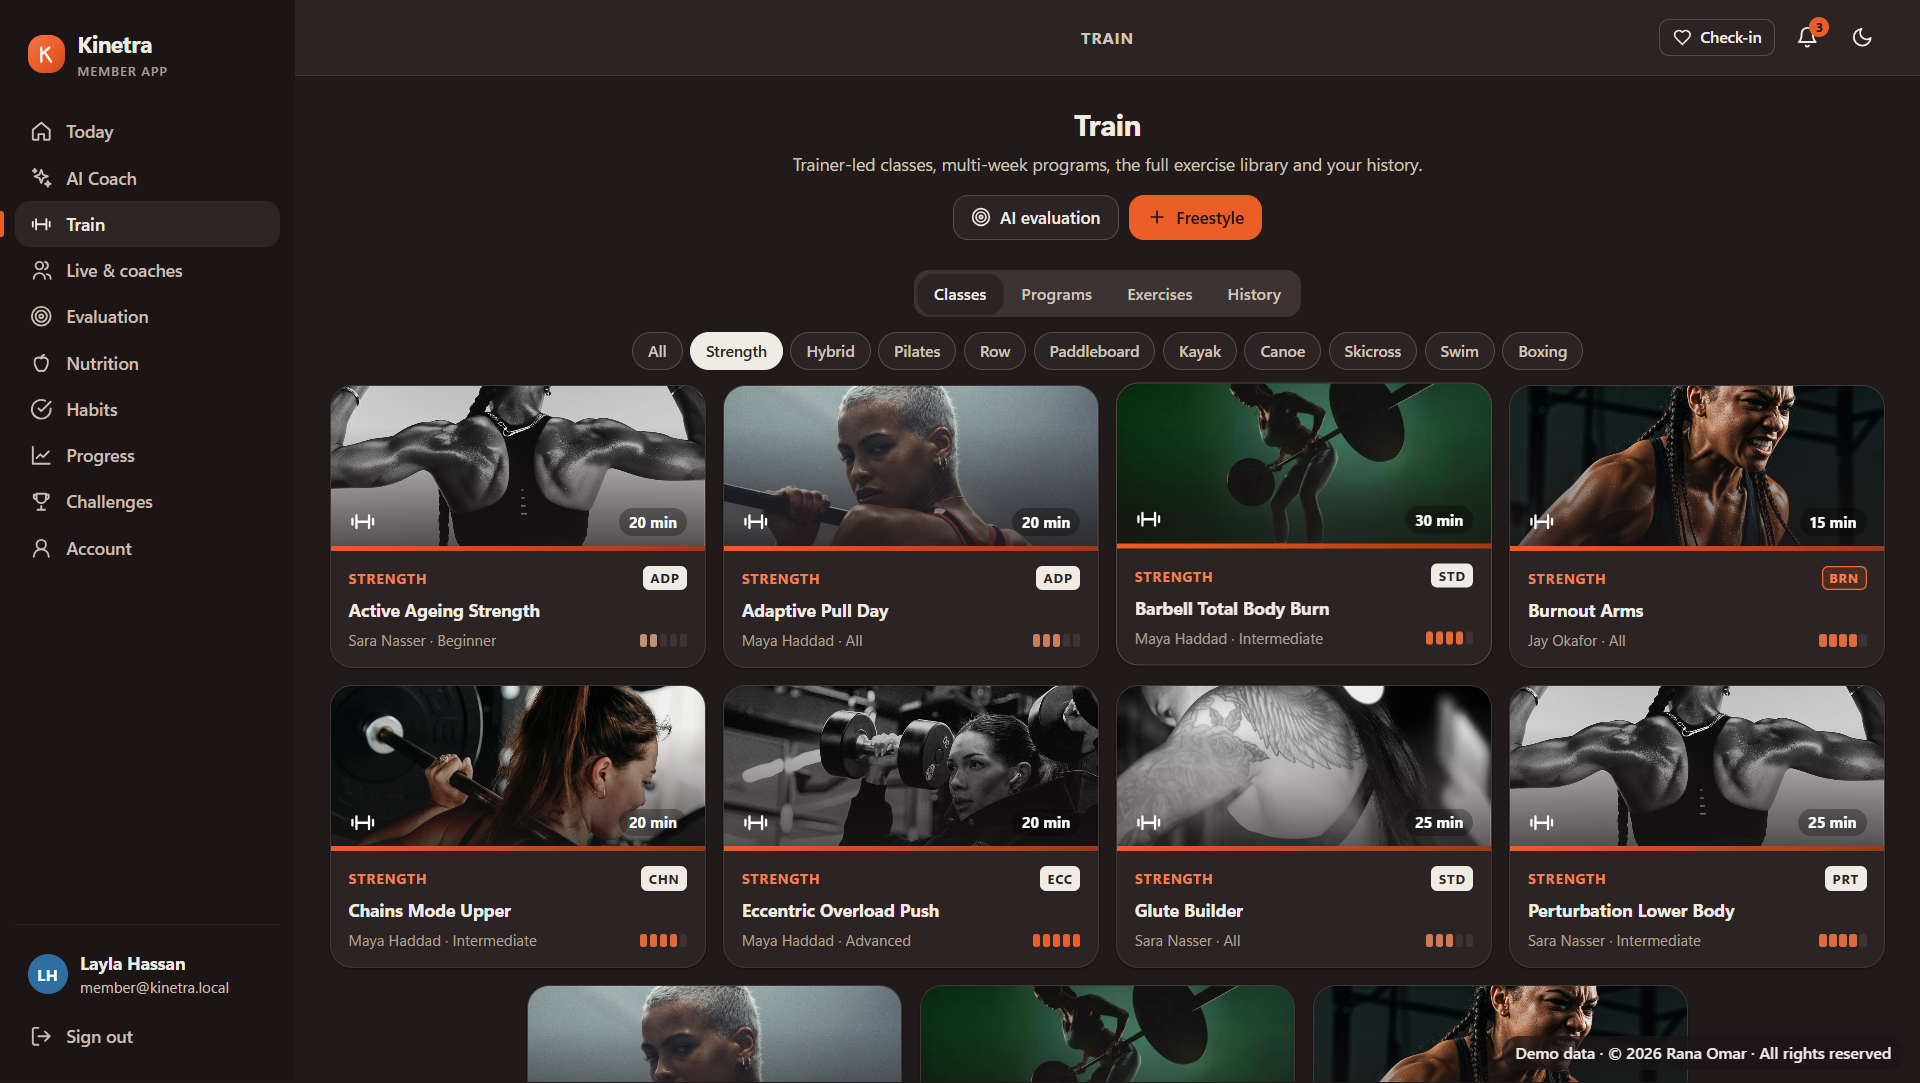 K
Kinetra
MEMBER APP
Today
AI Coach
Train
Live & coaches
Evaluation
Nutrition
Habits
Progress
Challenges
Account
LH
Layla Hassan
member@kinetra.local
Sign out
TRAIN
Check-in
3
Train
Trainer-led classes, multi-week programs, the full exercise library and your history.
AI evaluation
+ Freestyle
Classes Programs Exercises History
All Strength Hybrid Pilates Row Paddleboard Kayak Canoe Skicross Swim Boxing
20 min
STRENGTH ADP
Active Ageing Strength
Sara Nasser · Beginner
20 min
STRENGTH ADP
Adaptive Pull Day
Maya Haddad · All
30 min
STRENGTH STD
Barbell Total Body Burn
Maya Haddad · Intermediate
15 min
STRENGTH BRN
Burnout Arms
Jay Okafor · All
20 min
STRENGTH CHN
Chains Mode Upper
Maya Haddad · Intermediate
20 min
STRENGTH ECC
Eccentric Overload Push
Maya Haddad · Advanced
25 min
STRENGTH STD
Glute Builder
Sara Nasser · All
25 min
STRENGTH PRT
Perturbation Lower Body
Sara Nasser · Intermediate
Demo data · © 2026 Rana Omar · All rights reserved